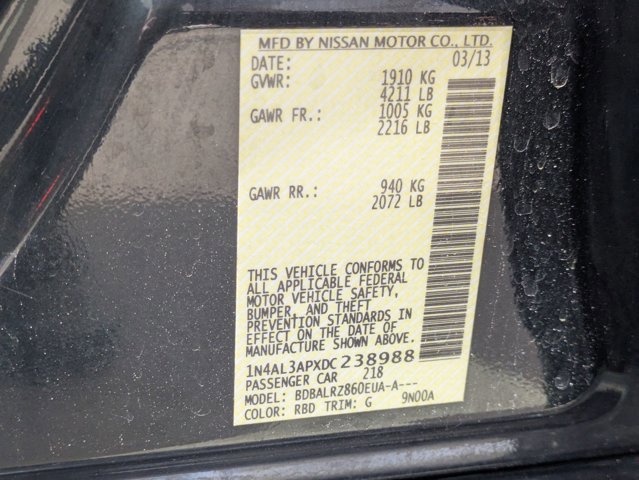 MFD BY NISSAN MOTOR CO., LTD.
DATE: 03/13
GVWR: 1910 KG
4211 LB
GAWR FR.: 1005 KG
2216 LB
GAWR RR.: 940 KG
2072 LB
THIS VEHICLE CONFORMS TO
ALL APPLICABLE FEDERAL
MOTOR VEHICLE SAFETY,
BUMPER, AND THEFT
PREVENTION STANDARDS IN
EFFECT ON THE DATE OF
MANUFACTURE SHOWN ABOVE.
1N4AL3APXDC238988
PASSENGER CAR 218
MODEL: BDBALRZ860EUA-A---
COLOR: RBD TRIM: G 9N00A